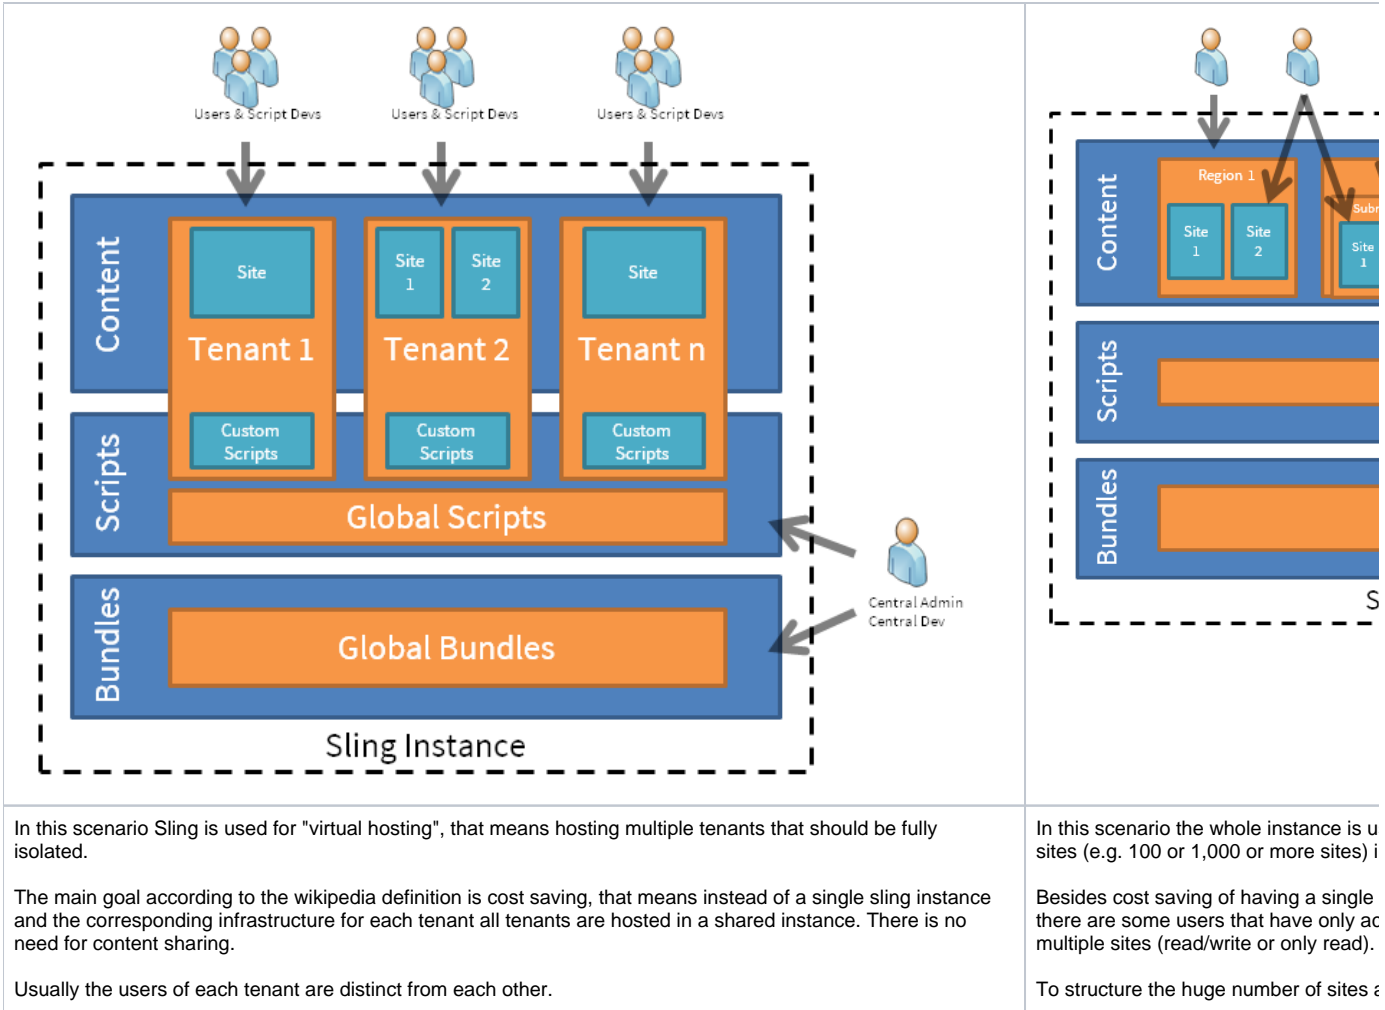 Users & Script Devs
Users & Script Devs
Users & Script Devs
Content
Site
Site
1
Site
2
Site
Tenant 1
Tenant 2
Tenant n
Scripts
Custom
Scripts
Custom
Scripts
Custom
Scripts
Global Scripts
Bundles
Global Bundles
Central Admin
Central Dev
Sling Instance
In this scenario Sling is used for "virtual hosting", that means hosting multiple tenants that should be fully
isolated.
The main goal according to the wikipedia definition is cost saving, that means instead of a single sling instance
and the corresponding infrastructure for each tenant all tenants are hosted in a shared instance. There is no
need for content sharing.
Usually the users of each tenant are distinct from each other.
Content
Region 1
Site
1
Site
2
Site
1
Scripts
Bundles
In this scenario the whole instance is
sites (e.g. 100 or 1,000 or more sites)
Besides cost saving of having a single
there are some users that have only
multiple sites (read/write or only read).
To structure the huge number of sites